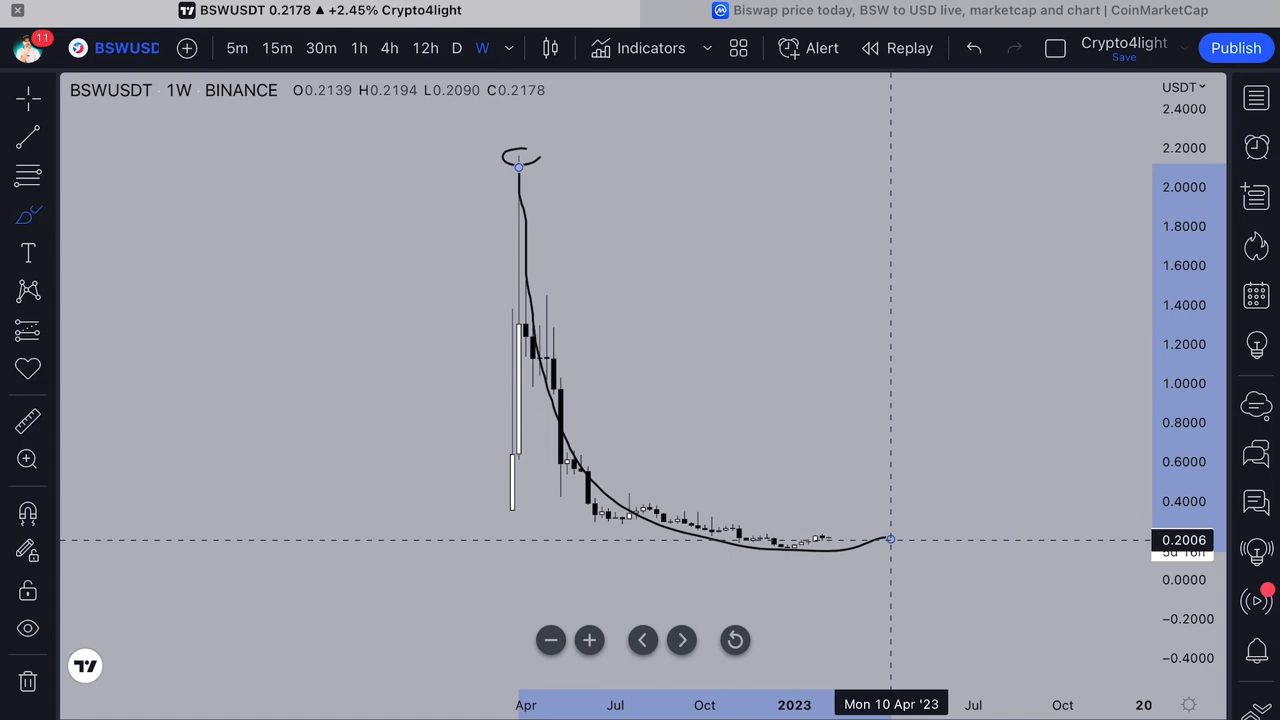 BSWUSDT 0.2178 ▲ +2.45% Crypto4light
Biswap price today, BSW to USD live, marketcap and chart | CoinMarketCap
11
BSWUSD
5m 15m 30m 1h 4h 12h D W
Indicators
Alert
Replay
Crypto4light
Save
Publish
BSWUSDT · 1W · BINANCE O0.2139 H0.2194 L0.2090 C0.2178
USDT
2.4000
2.2000
2.0000
1.8000
1.6000
1.4000
1.2000
1.0000
0.8000
0.6000
0.4000
0.2006
5d 16h
0.0000
−0.2000
−0.4000
Apr Jul Oct 2023 Mon 10 Apr '23 Jul Oct 20